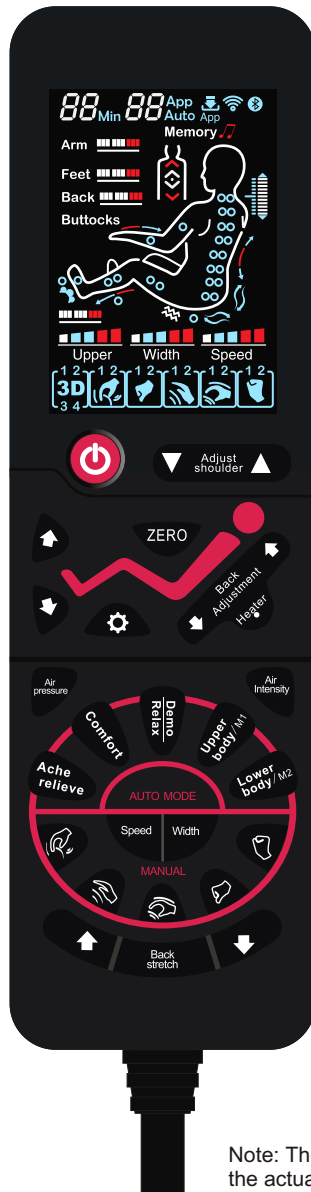 88 Min 88 App Auto App
Memory
Arm
Feet
Back
Buttocks
Upper Width Speed
1 2 1 2 1 2 1 2 1 2 1 2
3D
3 4
Adjust
shoulder
ZERO
Back
Adjustment
Heater
Air
pressure
Air
Intensity
Ache
relieve
Comfort
Demo
Relax
Upper
body/M1
Lower
body/M2
AUTO MODE
Speed Width
MANUAL
Back
stretch
Note: Th
the actua